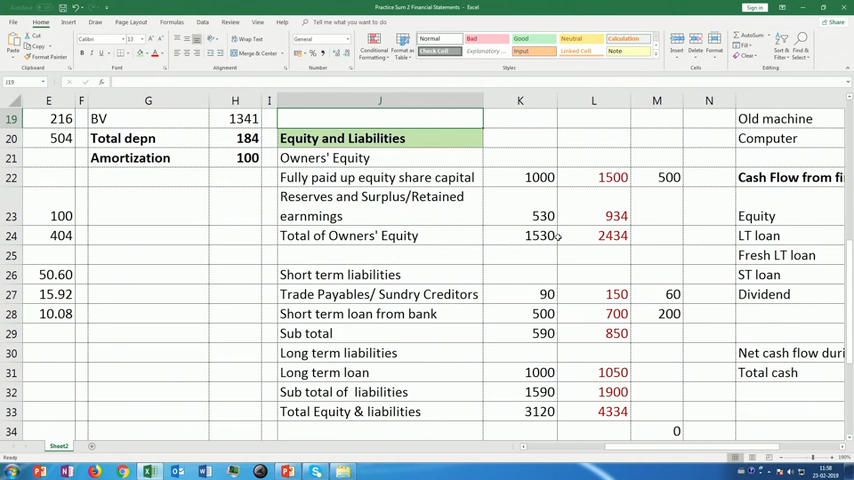 Practice Sum 2 Financial Statements - Excel
Sign in
File Home Insert Draw Page Layout Formulas Data Review View Help Tell me what you want to do
Share
Paste
Cut
Copy
Format Painter
Clipboard
Calibri 13
B I U
Font
Wrap Text
Merge & Center
Alignment
General
Number
Conditional Formatting
Format as Table
Normal Bad Good Neutral Calculation
Check Cell Explanatory ... Input Linked Cell Note
Styles
Insert Delete Format
Cells
AutoSum
Fill
Clear
Sort & Filter
Find & Select
Editing
J19
fx
E F G H I J K L M N
19 216 BV 1341 Old machine
20 504 Total depn 184 Equity and Liabilities Computer
21 Amortization 100 Owners' Equity
22 Fully paid up equity share capital 1000 1500 500 Cash Flow from fi
Reserves and Surplus/Retained
23 100 earnmings 530 934 Equity
24 404 Total of Owners' Equity 1530 2434 LT loan
25 Fresh LT loan
26 50.60 Short term liabilities ST loan
27 15.92 Trade Payables/ Sundry Creditors 90 150 60 Dividend
28 10.08 Short term loan from bank 500 700 200
29 Sub total 590 850
30 Long term liabilities Net cash flow duri
31 Long term loan 1000 1050 Total cash
32 Sub total of liabilities 1590 1900
33 Total Equity & liabilities 3120 4334
34 0
Sheet2
Ready
190%
11:58
23-02-2019